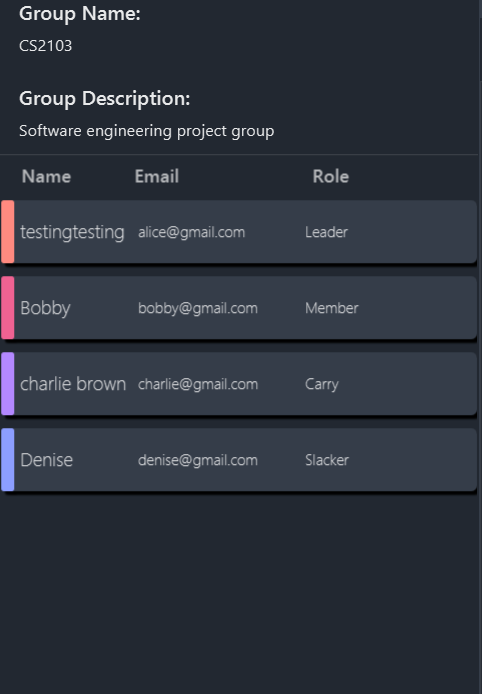 Group Name:
CS2103
Group Description:
Software engineering project group
Name Email Role
testingtesting alice@gmail.com Leader
Bobby bobby@gmail.com Member
charlie brown charlie@gmail.com Carry
Denise denise@gmail.com Slacker